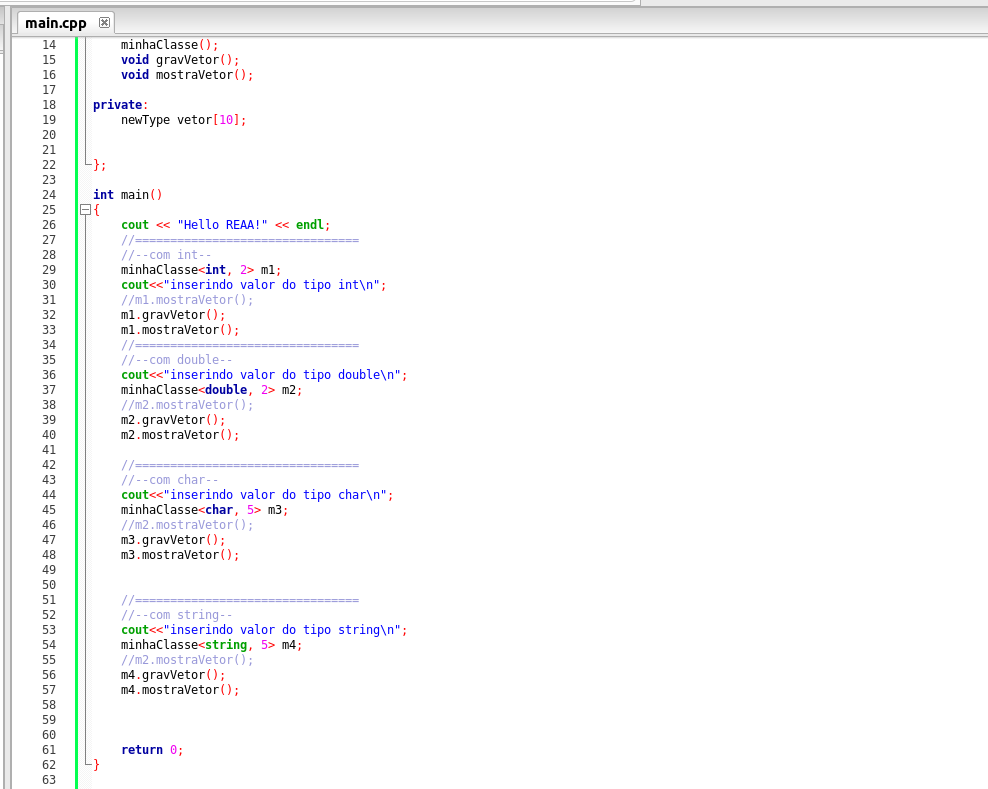 main.cpp
14 minhaClasse();
15 void gravVetor();
16 void mostraVetor();
17
18 private:
19 newType vetor[10];
20
21
22 };
23
24 int main()
25 {
26 cout << "Hello REAA!" << endl;
27 //================================
28 //--com int--
29 minhaClasse<int, 2> m1;
30 cout<<"inserindo valor do tipo int\n";
31 //m1.mostraVetor();
32 m1.gravVetor();
33 m1.mostraVetor();
34 //================================
35 //--com double--
36 cout<<"inserindo valor do tipo double\n";
37 minhaClasse<double, 2> m2;
38 //m2.mostraVetor();
39 m2.gravVetor();
40 m2.mostraVetor();
41
42 //================================
43 //--com char--
44 cout<<"inserindo valor do tipo char\n";
45 minhaClasse<char, 5> m3;
46 //m2.mostraVetor();
47 m3.gravVetor();
48 m3.mostraVetor();
49
50
51 //================================
52 //--com string--
53 cout<<"inserindo valor do tipo string\n";
54 minhaClasse<string, 5> m4;
55 //m2.mostraVetor();
56 m4.gravVetor();
57 m4.mostraVetor();
58
59
60
61 return 0;
62 }
63